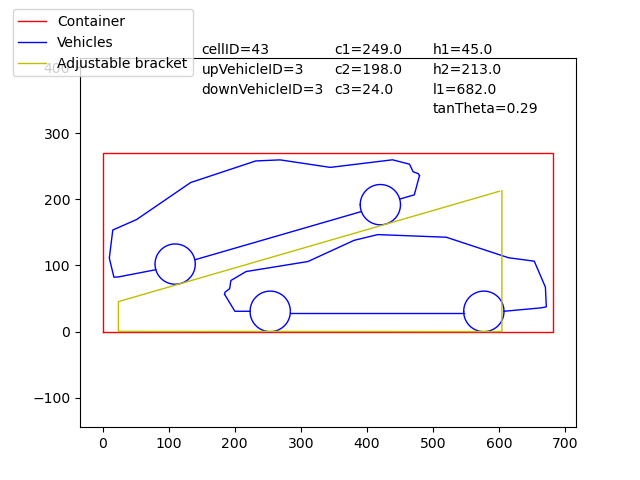 Container
Vehicles
Adjustable bracket
cellID=43 c1=249.0 h1=45.0
upVehicleID=3 c2=198.0 h2=213.0
downVehicleID=3 c3=24.0 l1=682.0
tanTheta=0.29
400
300
200
100
0
−100
0 100 200 300 400 500 600 700